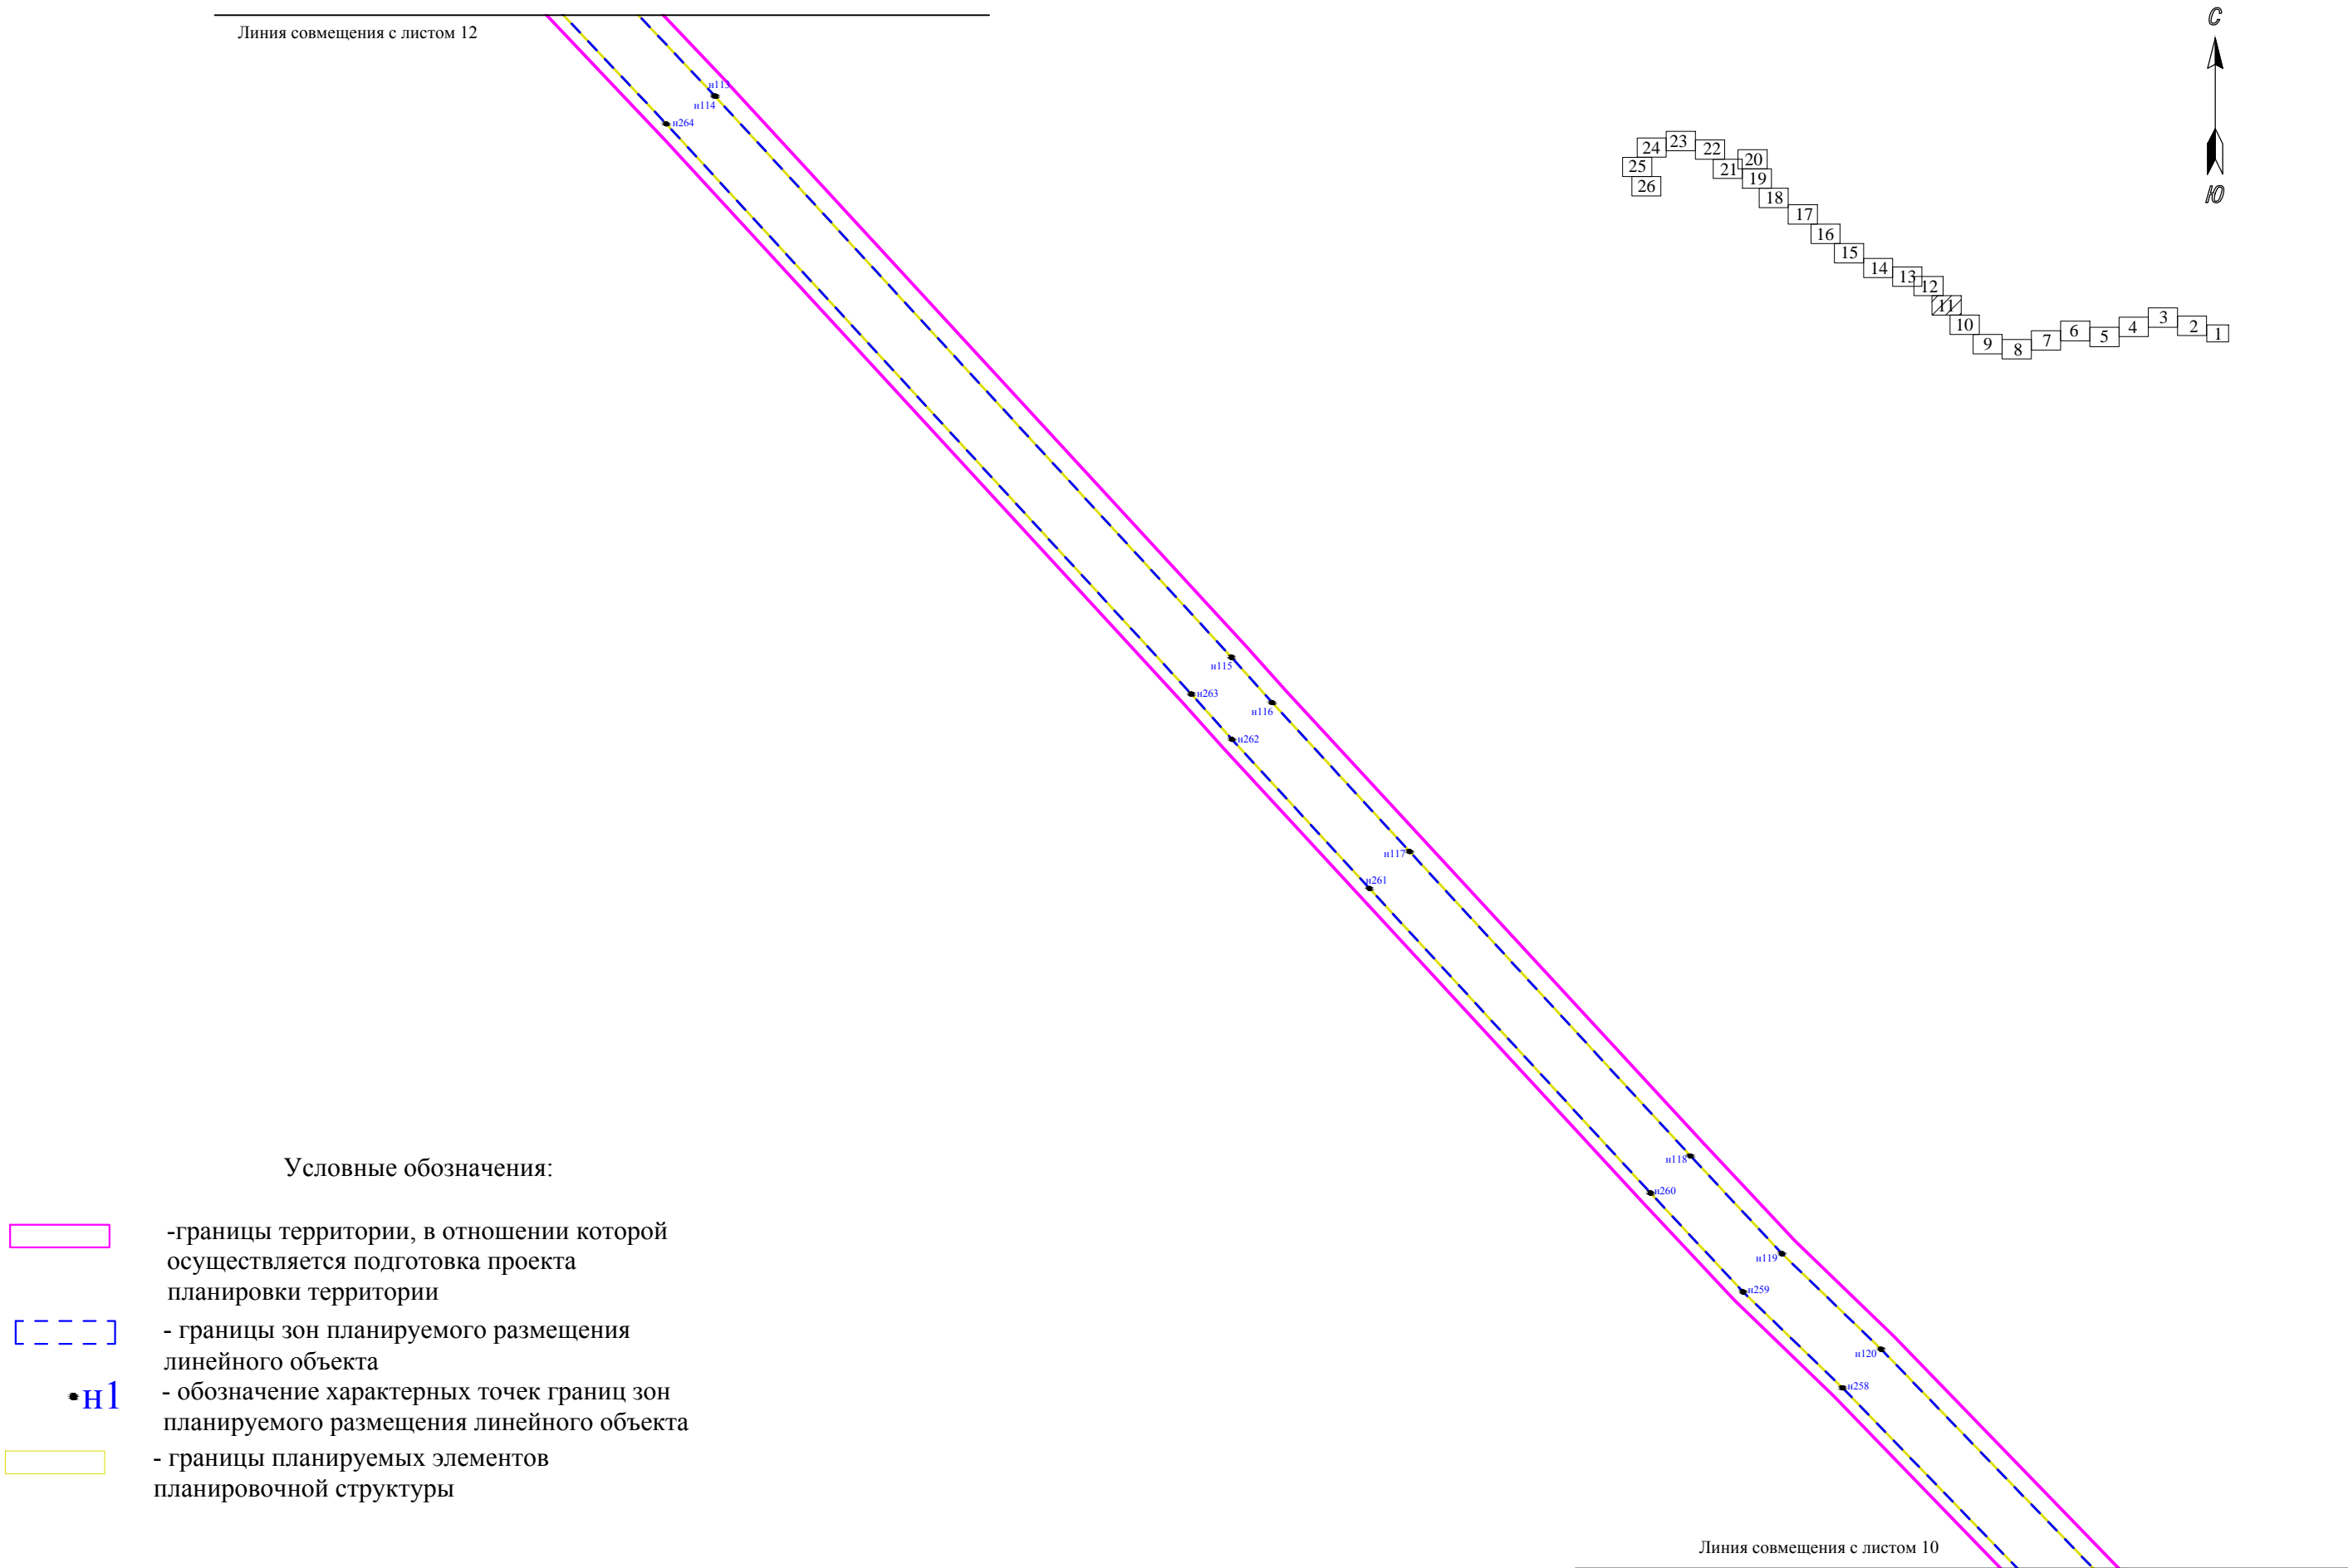 Линия совмещения с листом 12
С
Ю
н113
н114
н264
23
24
22
20
25
21
19
26
18
17
16
15
14
13
12
11
10
9
8
7
6
5
4
3
2
1
н115
н263
н116
н262
н117
н261
н118
н260
н119
н259
н120
н258
Условные обозначения:
-границы территории, в отношении которой
осуществляется подготовка проекта
планировки территории
- границы зон планируемого размещения
линейного объекта
н1
- обозначение характерных точек границ зон
планируемого размещения линейного объекта
- границы планируемых элементов
планировочной структуры
Линия совмещения с листом 10